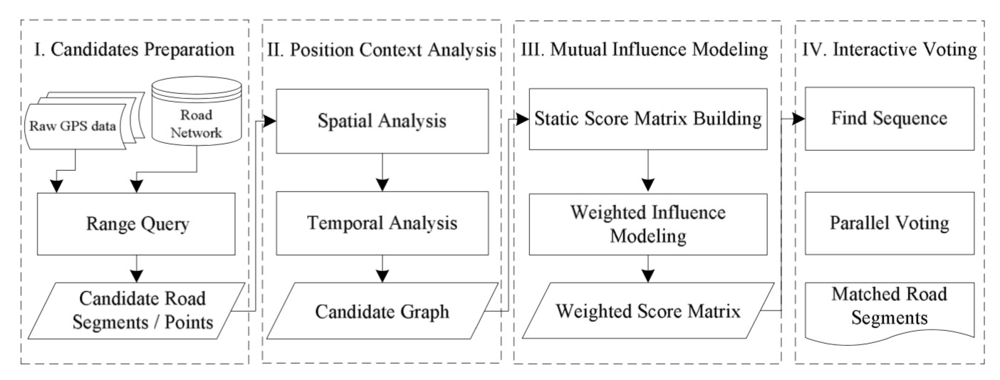 I. Candidates Preparation
Raw GPS data
Road
Network
Range Query
Candidate Road
Segments / Points
II. Position Context Analysis
Spatial Analysis
Temporal Analysis
Candidate Graph
III. Mutual Influence Modeling
Static Score Matrix Building
Weighted Influence
Modeling
Weighted Score Matrix
IV. Interactive Voting
Find Sequence
Parallel Voting
Matched Road
Segments